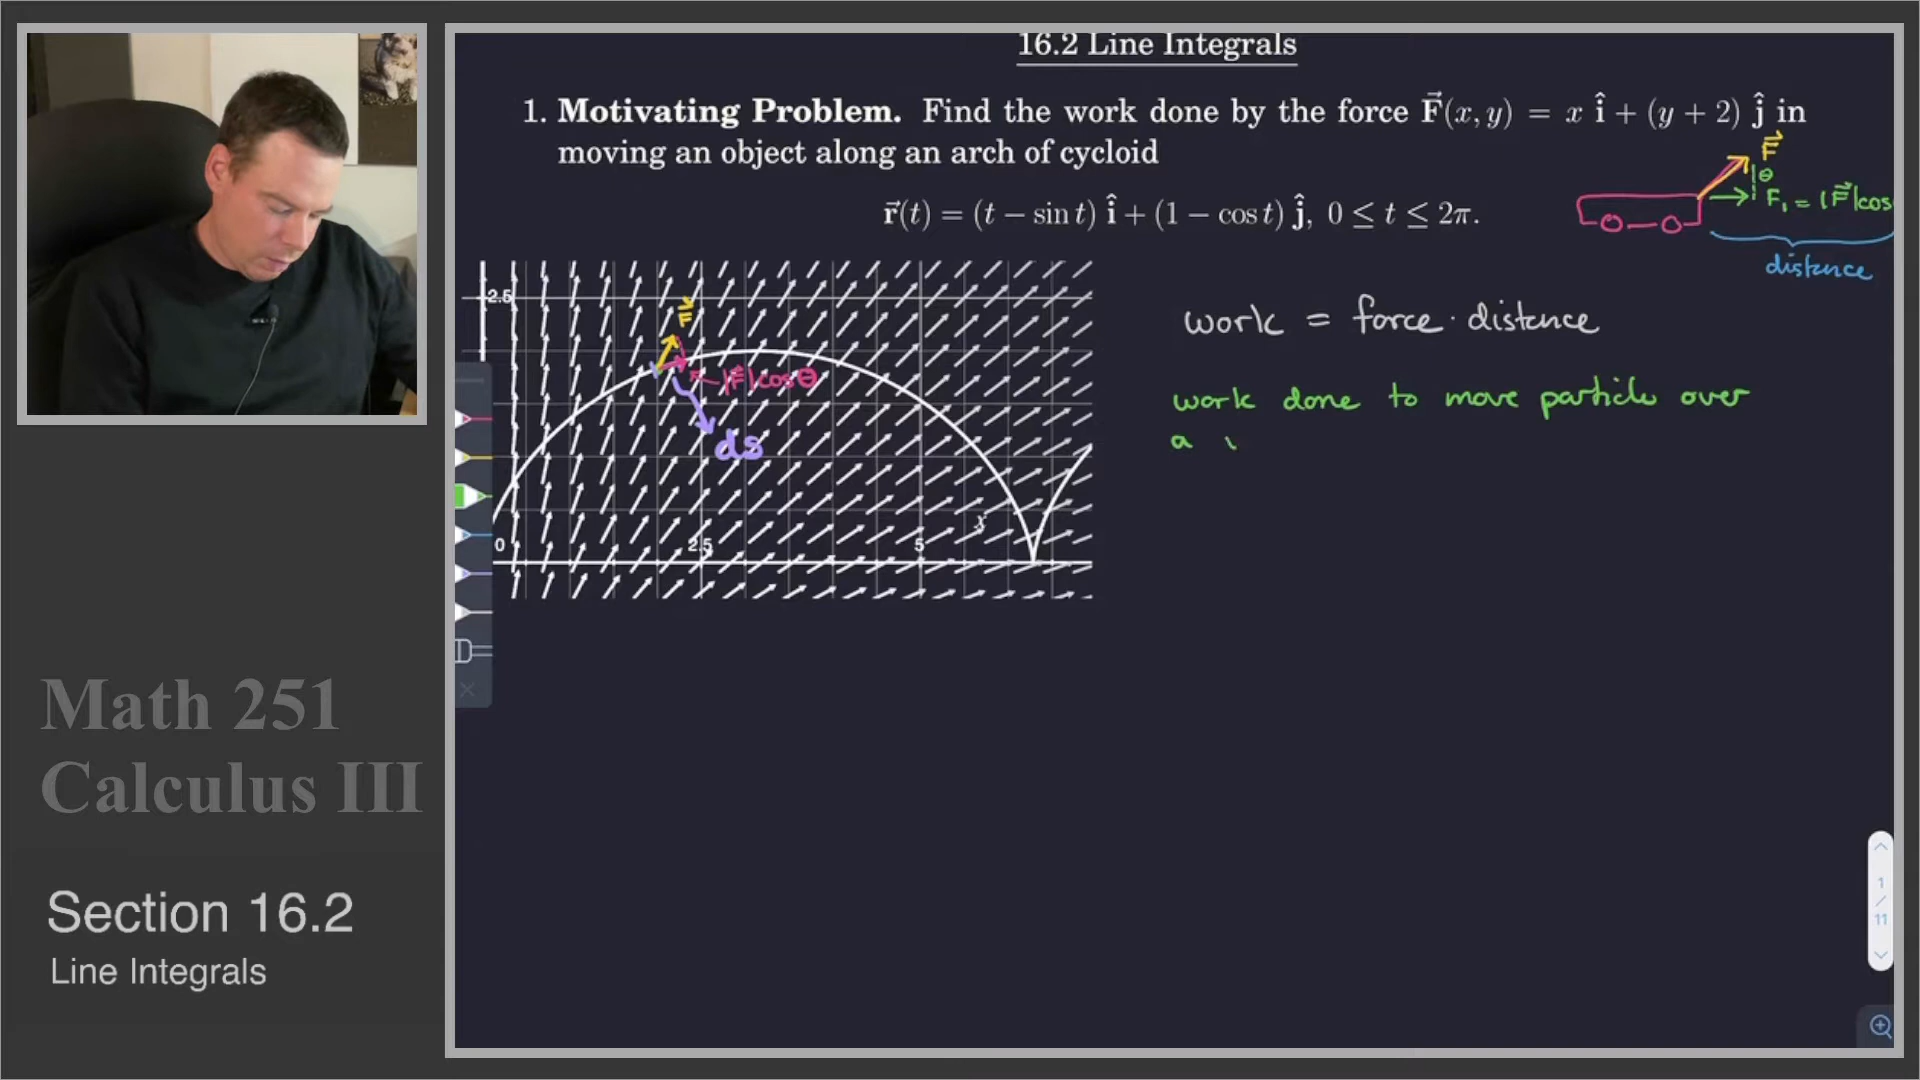 16.2 Line Integrals
1. Motivating Problem. Find the work done by the force F⃗(x, y) = x î + (y + 2) ĵ in
moving an object along an arch of cycloid
r⃗(t) = (t − sin t) î + (1 − cos t) ĵ, 0 ≤ t ≤ 2π.
F⃗
θ
F₁ = |F⃗|cos
distance
work = force · distance
work done to move particle over
a
2.5
F⃗
|F⃗|cosθ
ds
x
0
2.5
5
Math 251
Calculus III
Section 16.2
Line Integrals
1
/
11